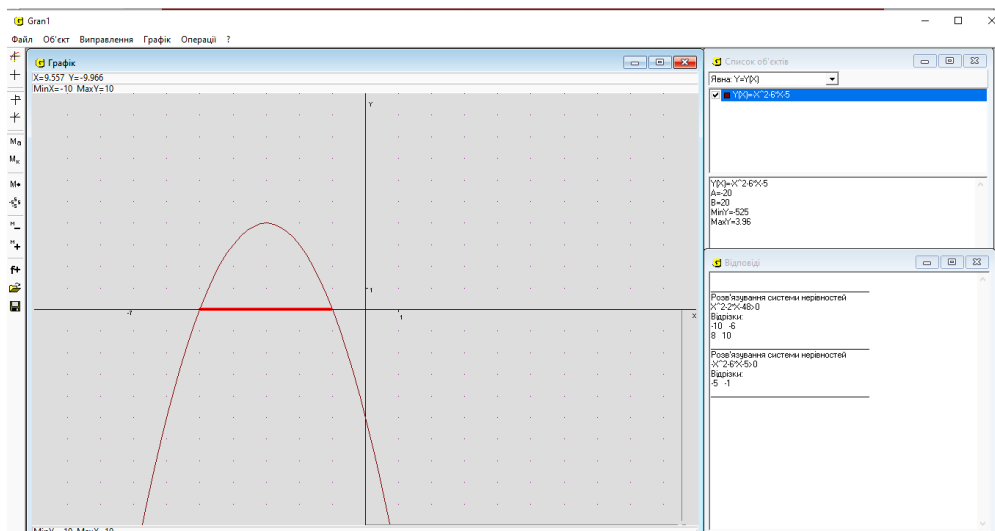 Gran1
Файл Об'єкт Виправлення Графік Операції ?
Графік
X=9.557 Y=-9.966
MinX=-10 MaxY=10
Y
1
-7
1
X
Ma
Mк
M+
M−
M+
f+
Список об'єктів
Явна: Y=Y(X)
Y(X)=-X^2-6*X-5
Y(X)=-X^2-6*X-5
A=-20
B=20
MinY=-525
MaxY=3.96
Відповіді
Розв'язування системи нерівностей
X^2-2*X-48>0
Відрізки:
-10 -6
8 10
Розв'язування системи нерівностей
-X^2-6*X-5>0
Відрізки:
-5 -1